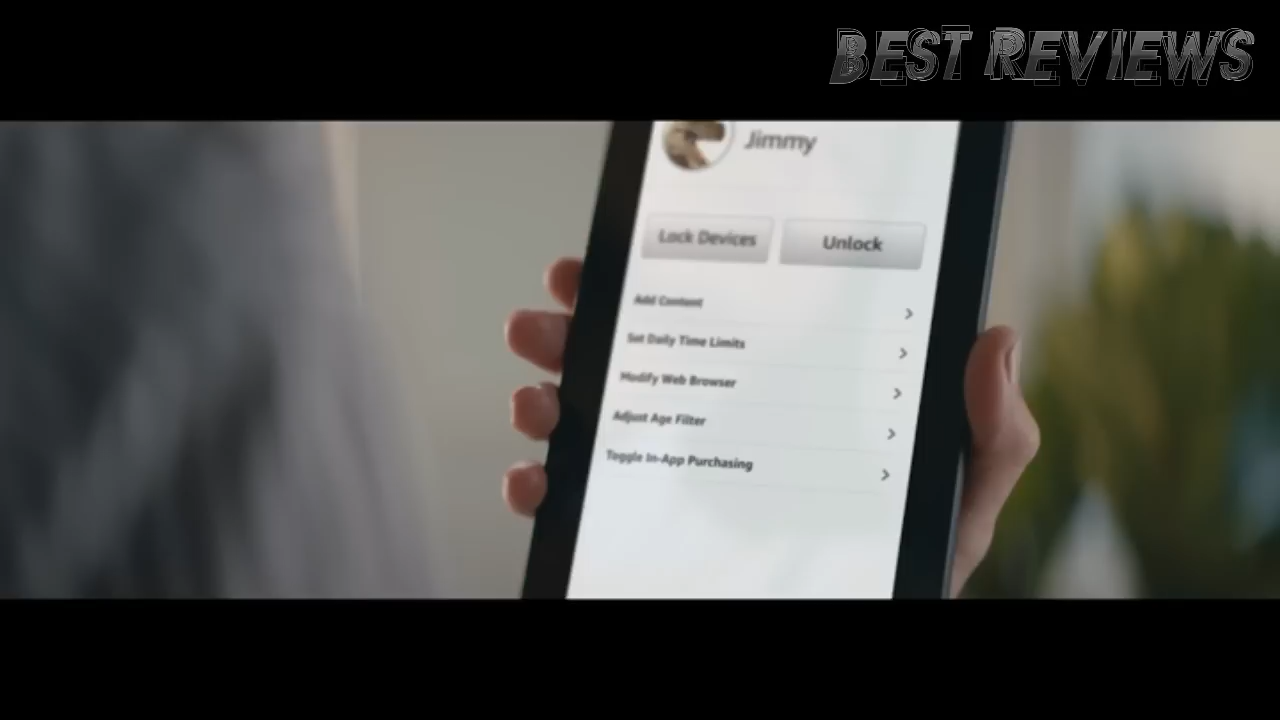 BEST REVIEWS
Jimmy
Lock Devices
Unlock
Add Content
Set Daily Time Limits
Modify Web Browser
Adjust Age Filter
Toggle In-App Purchasing